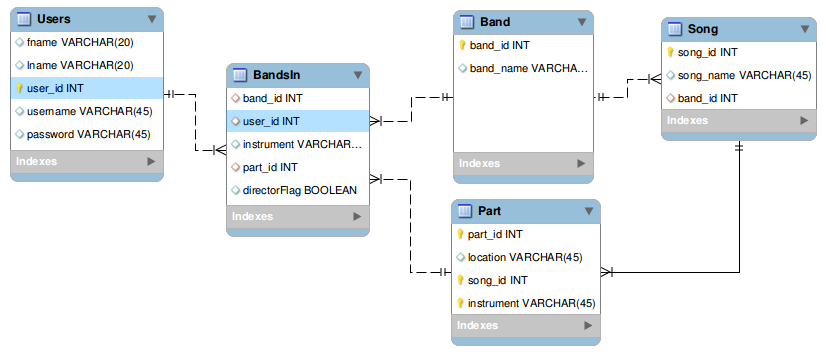 Users
fname VARCHAR(20)
lname VARCHAR(20)
user_id INT
username VARCHAR(45)
password VARCHAR(45)
Indexes
BandsIn
band_id INT
user_id INT
instrument VARCHAR...
part_id INT
directorFlag BOOLEAN
Indexes
Band
band_id INT
band_name VARCHA...
Indexes
Song
song_id INT
song_name VARCHAR(45)
band_id INT
Indexes
Part
part_id INT
location VARCHAR(45)
song_id INT
instrument VARCHAR(45)
Indexes